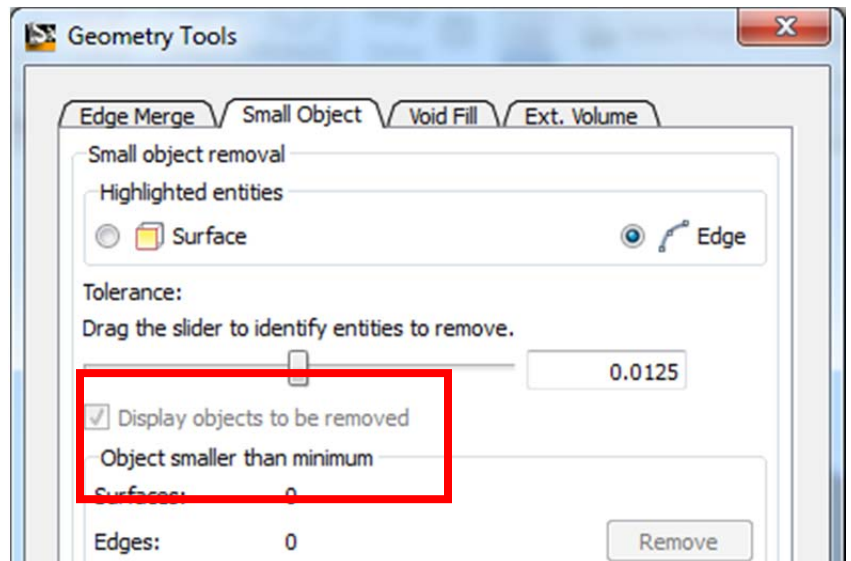 Geometry Tools
Edge Merge Small Object Void Fill Ext. Volume
Small object removal
Highlighted entities
Surface Edge
Tolerance:
Drag the slider to identify entities to remove.
0.0125
Display objects to be removed
Object smaller than minimum
Surfaces: 0
Edges: 0 Remove